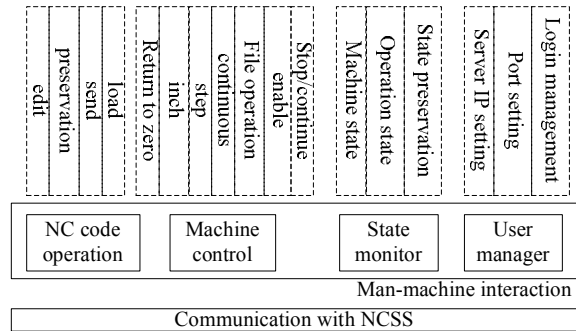 edit
preservation
send
load
Return to zero
inch
step
continuous
File operation
enable
Stop/continue
Machine state
Operation state
State preservation
Server IP setting
Port setting
Login management
NC code
operation
Machine
control
State
monitor
User
manager
Man-machine interaction
Communication with NCSS